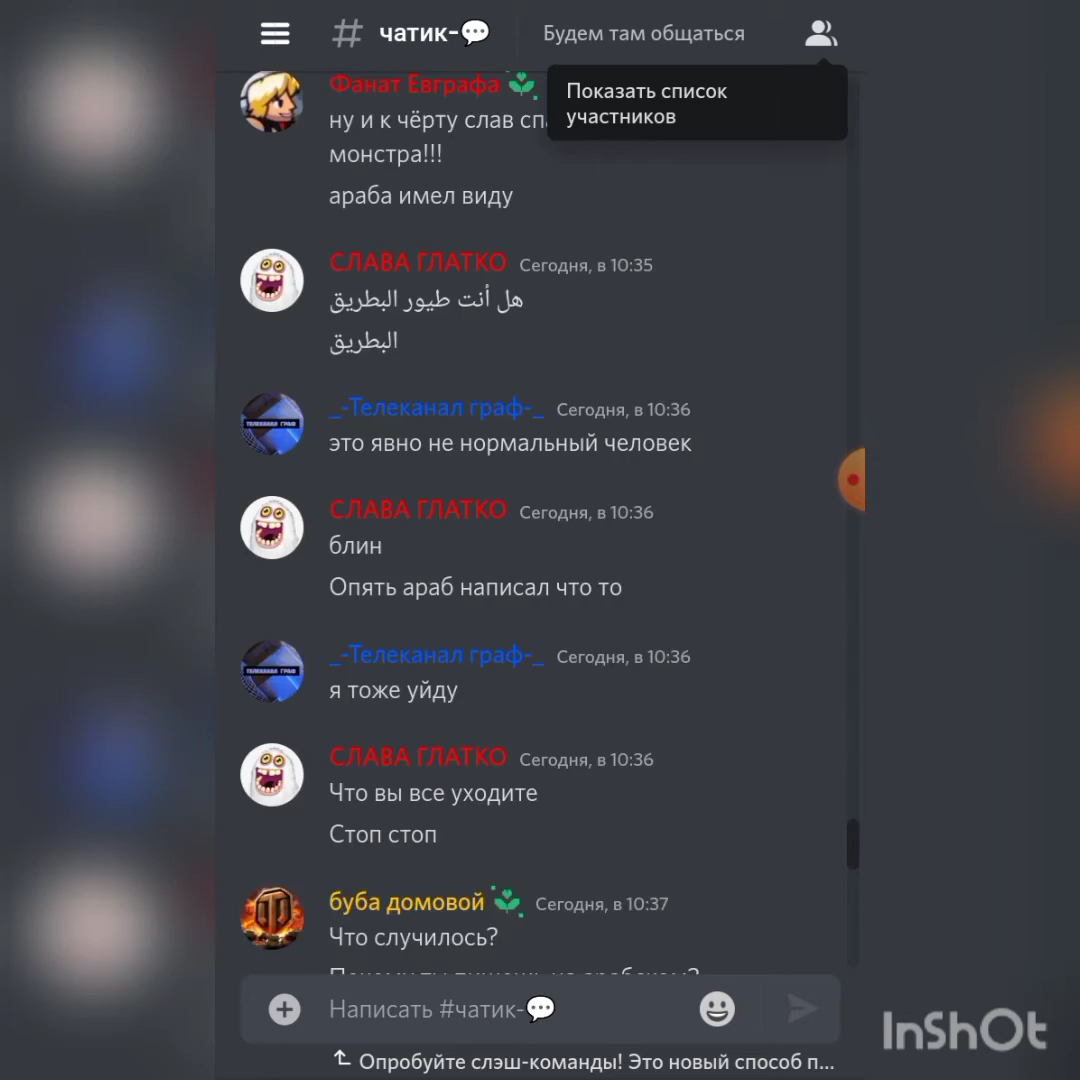 чатик-💬 Будем там общаться
Показать список
участников
Фанат Евграфа
ну и к чёрту слав
монстра!!!
араба имел виду
СЛАВА ГЛАТКО Сегодня, в 10:35
هل أنت طيور البطريق
البطريق
_-Телеканал граф-_ Сегодня, в 10:36
ТЕЛЕКАНАЛ ГРАФ
это явно не нормальный человек
СЛАВА ГЛАТКО Сегодня, в 10:36
блин
Опять араб написал что то
_-Телеканал граф-_ Сегодня, в 10:36
ТЕЛЕКАНАЛ ГРАФ
я тоже уйду
СЛАВА ГЛАТКО Сегодня, в 10:36
Что вы все уходите
Стоп стоп
буба домовой Сегодня, в 10:37
Что случилось?
Написать #чатик-💬
Опробуйте слэш-команды! Это новый способ п...
InShOt